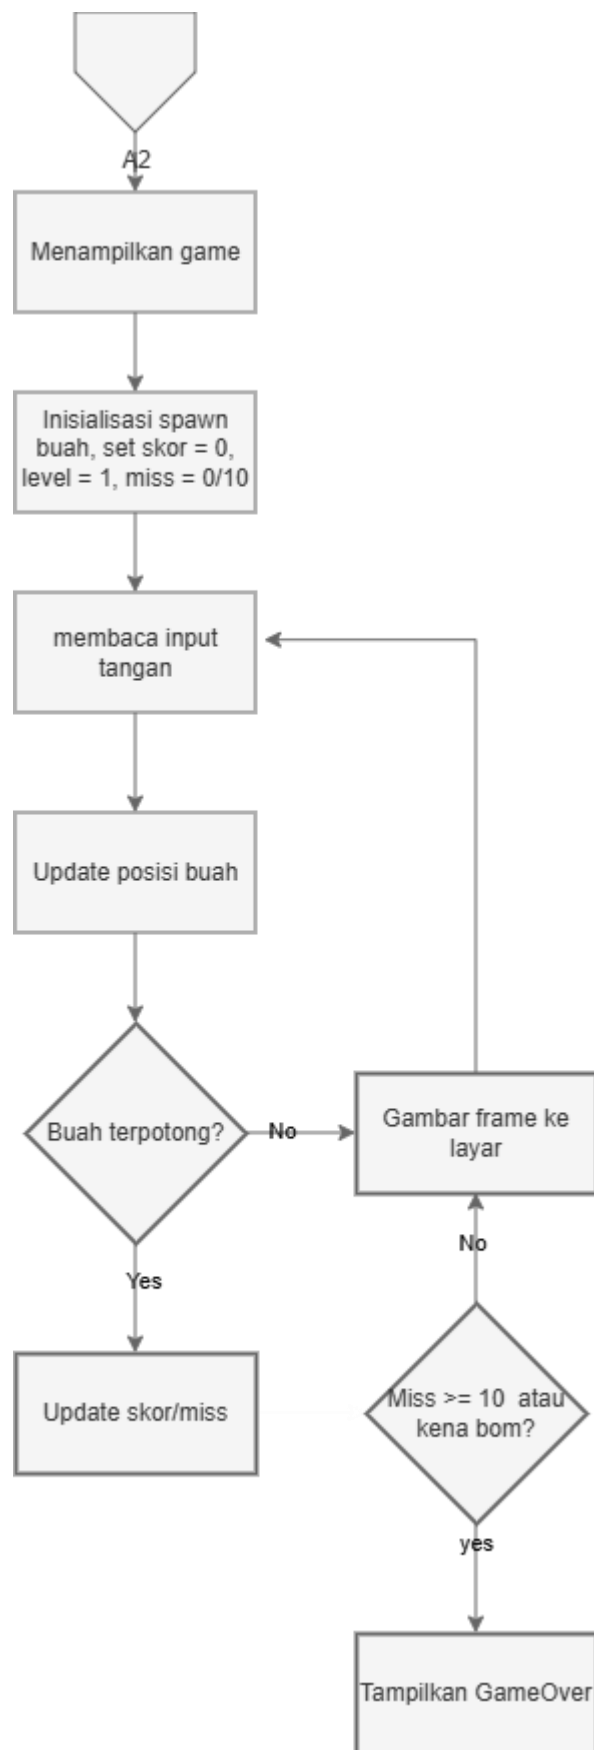 A2
Menampilkan game
Inisialisasi spawn
buah, set skor = 0,
level = 1, miss = 0/10
membaca input
tangan
Update posisi buah
Buah terpotong?
No
Gambar frame ke
layar
No
Yes
Update skor/miss
Miss >= 10  atau
kena bom?
yes
Tampilkan GameOver